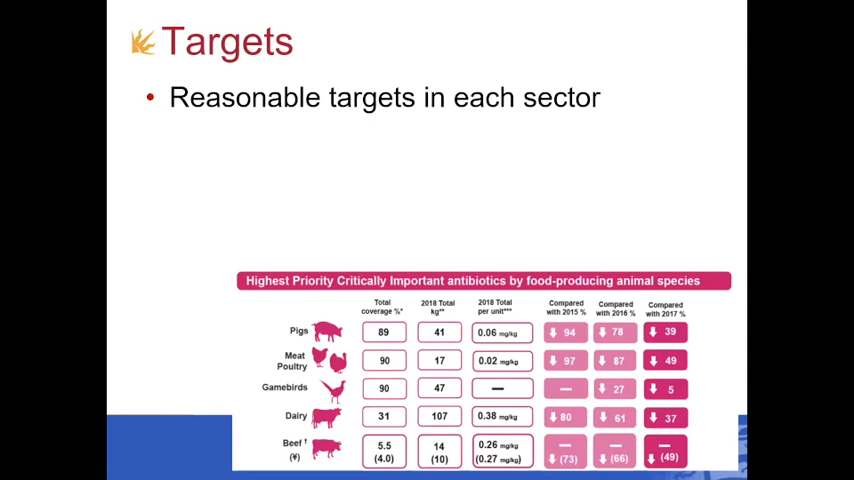 Targets
• Reasonable targets in each sector
Highest Priority Critically Important antibiotics by food-producing animal species
Total coverage %* 2018 Total kg** 2018 Total per unit*** Compared with 2015 % Compared with 2016 % Compared with 2017 %
Pigs 89 41 0.06 mg/kg 94 78 39
Meat Poultry 90 17 0.02 mg/kg 97 87 49
Gamebirds 90 47 — — 27 5
Dairy 31 107 0.38 mg/kg 80 61 37
Beef † 5.5 14 0.26 mg/kg — — —
(¥) (4.0) (10) (0.27 mg/kg) (73) (66) (49)